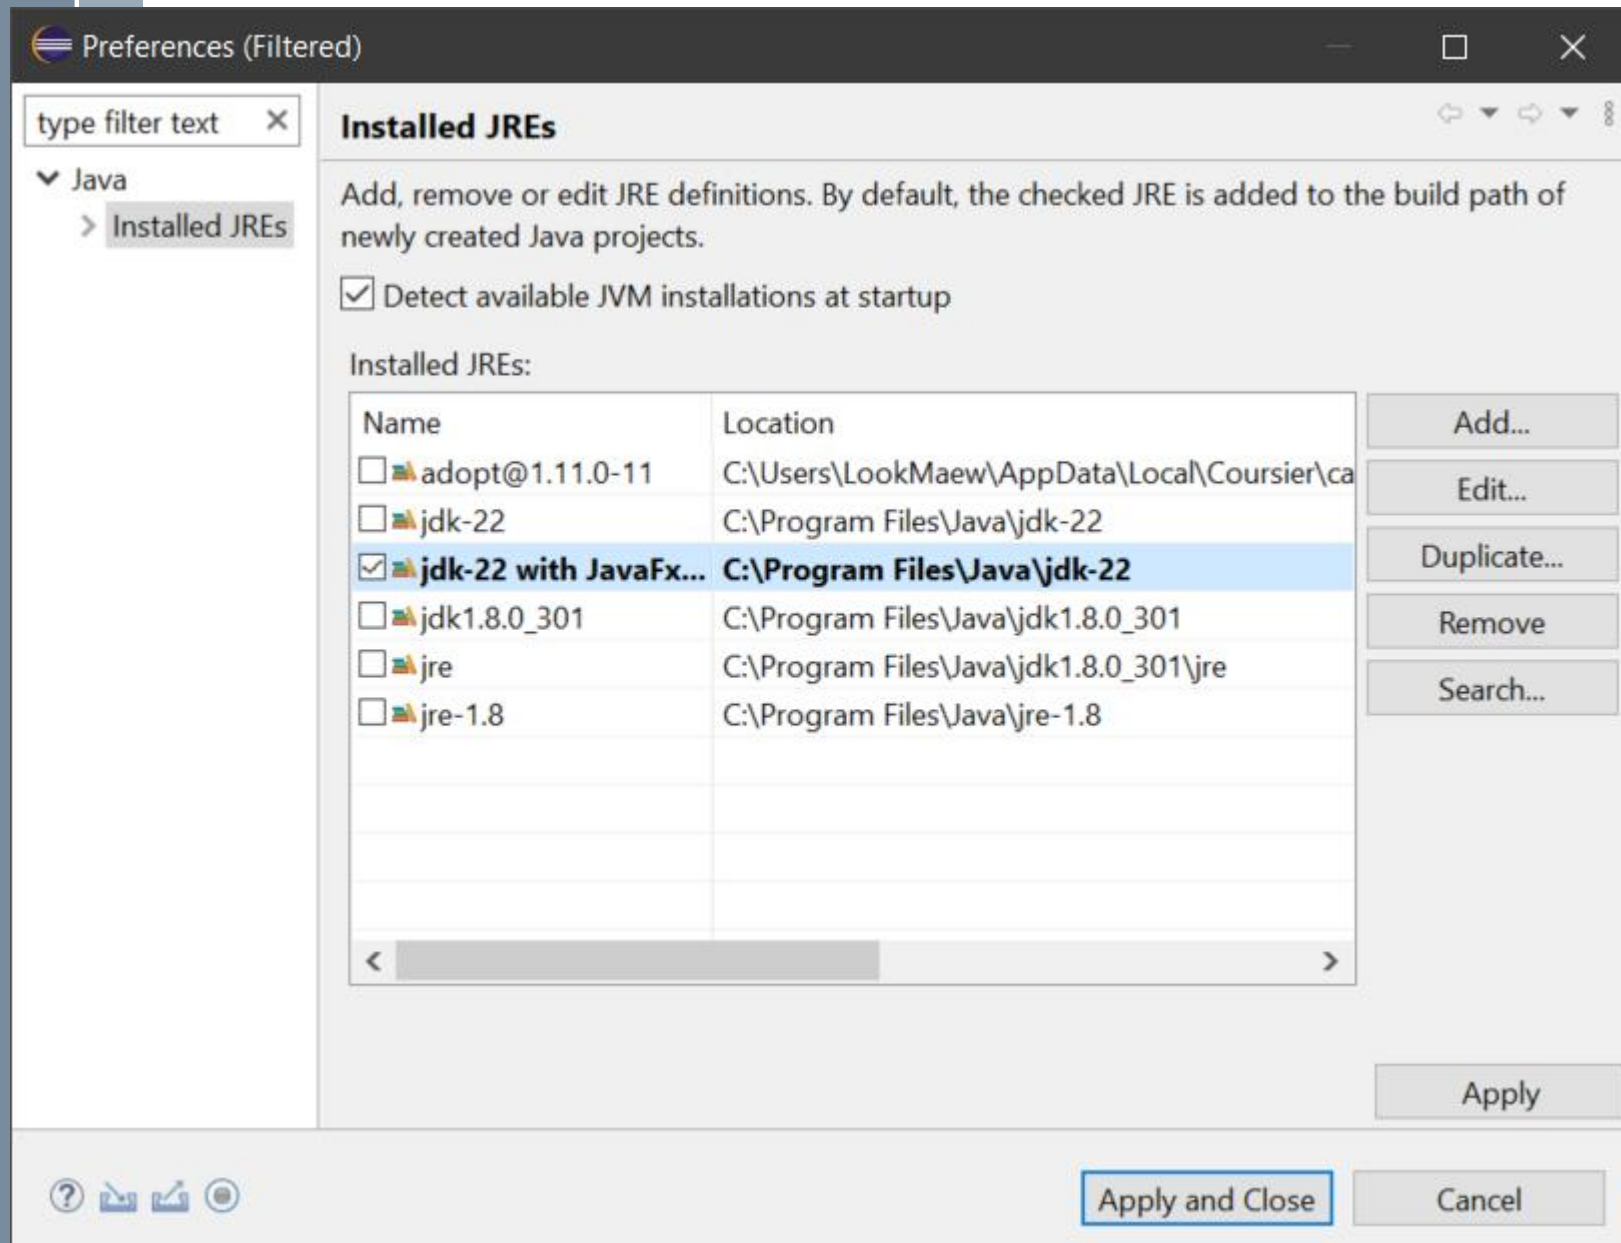 Preferences (Filtered)
type filter text
Java
Installed JREs
Installed JREs
Add, remove or edit JRE definitions. By default, the checked JRE is added to the build path of
newly created Java projects.
Detect available JVM installations at startup
Installed JREs:
Name Location
adopt@1.11.0-11 C:\Users\LookMaew\AppData\Local\Coursier\ca
jdk-22 C:\Program Files\Java\jdk-22
jdk-22 with JavaFx... C:\Program Files\Java\jdk-22
jdk1.8.0_301 C:\Program Files\Java\jdk1.8.0_301
jre C:\Program Files\Java\jdk1.8.0_301\jre
jre-1.8 C:\Program Files\Java\jre-1.8
Add...
Edit...
Duplicate...
Remove
Search...
Apply
Apply and Close
Cancel